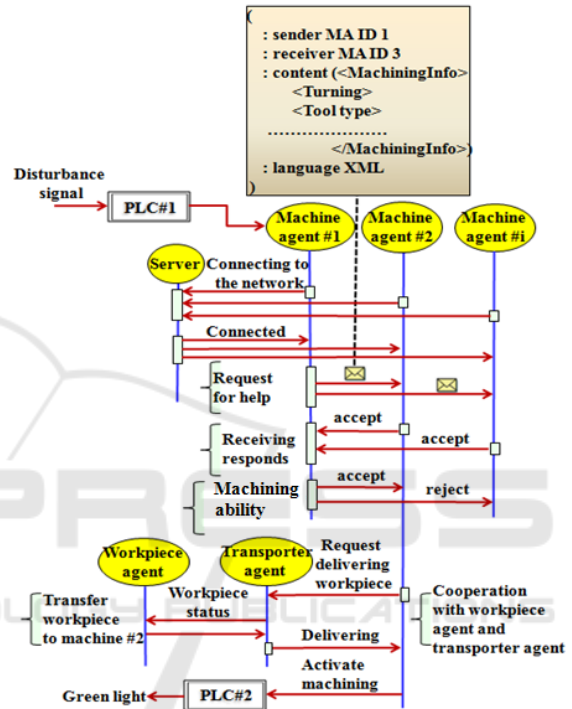 (
: sender MA ID 1
: receiver MA ID 3
: content (<MachiningInfo>
<Turning>
<Tool type>
.......................
</MachiningInfo>)
: language XML
)
Disturbance
signal
PLC#1
Machine
agent #1
Machine
agent #2
Machine
agent #i
Server
Connecting to
the network
Connected
Request
for help
accept
Receiving
responds
accept
accept
Machining
ability
reject
Workpiece
agent
Transporter
agent
Request
delivering
workpiece
Transfer
workpiece
to machine #2
Workpiece
status
Cooperation
with workpiece
agent and
transporter agent
Delivering
Activate
machining
Green light
PLC#2
PRESS
OLOGY PUBLICATIONS